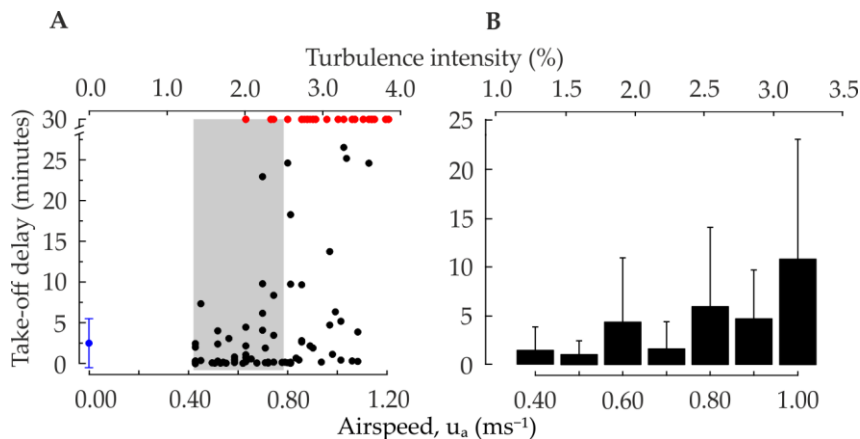 A
B
Turbulence intensity (%)
0.0 1.0 2.0 3.0 4.0
1.0 1.5 2.0 2.5 3.0 3.5
Take-off delay (minutes)
30
25
20
15
10
5
0
25
20
15
10
5
0
0.00 0.40 0.80 1.20
0.40 0.60 0.80 1.00
Airspeed, uₐ (ms⁻¹)